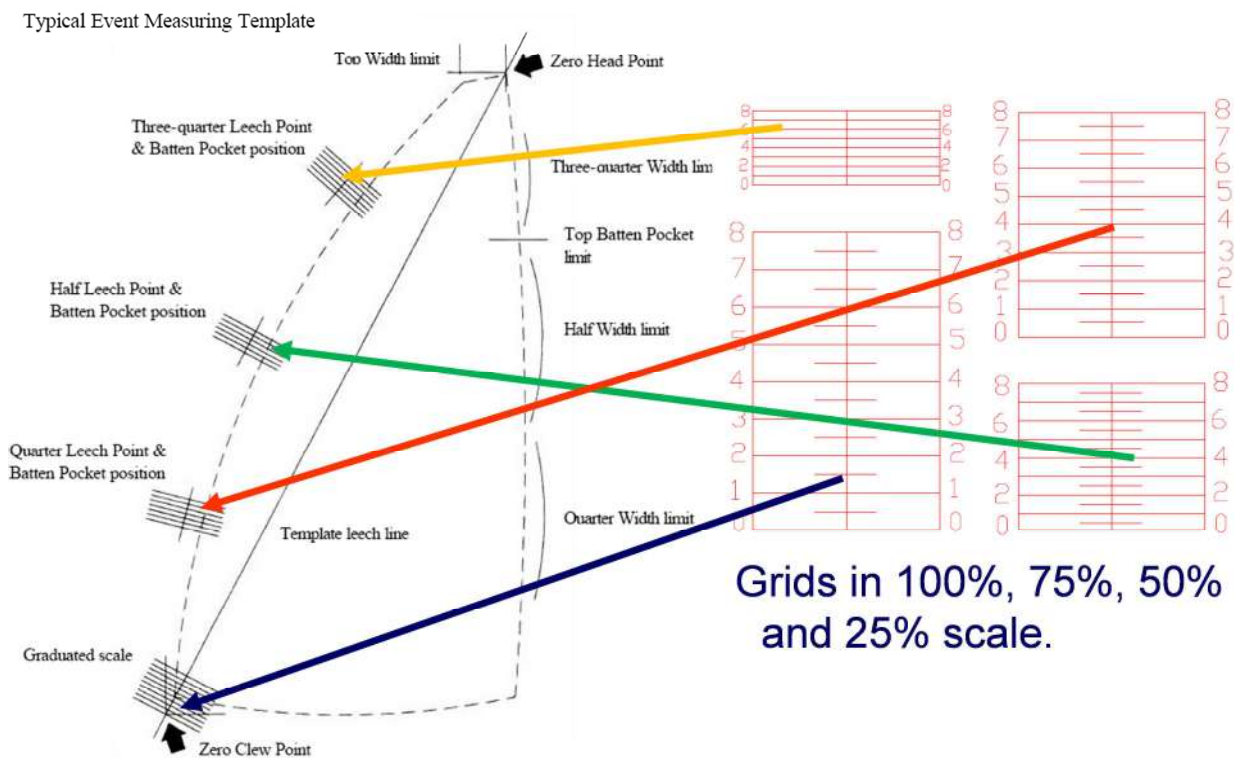 Typical Event Measuring Template
Top Width limit
Zero Head Point
Three-quarter Leech Point
& Batten Pocket position
Three-quarter Width lim
Top Batten Pocket
limit
Half Leech Point &
Batten Pocket position
Half Width limit
Quarter Leech Point &
Batten Pocket position
Quarter Width limit
Template leech line
Graduated scale
Zero Clew Point
8 8
6 6
4 4
2 2
0 0
8 8
7 7
6 6
5 5
4 4
3 3
2 2
1 1
0 0
8 8
7 7
6 6
5 5
4 4
3 3
2 2
1 1
0 0
8 8
6 6
4 4
2 2
0 0
Grids in 100%, 75%, 50%
and 25% scale.